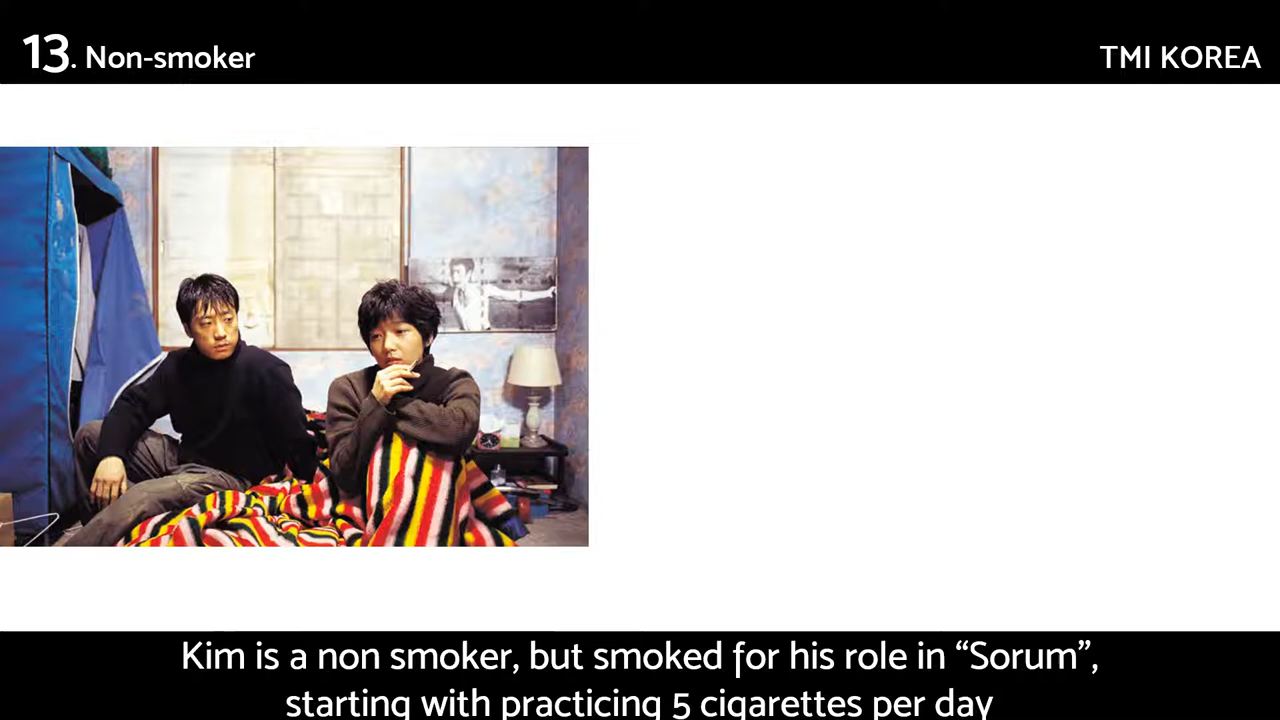 13. Non-smoker
TMI KOREA
Kim is a non smoker, but smoked for his role in “Sorum”,
starting with practicing 5 cigarettes per day